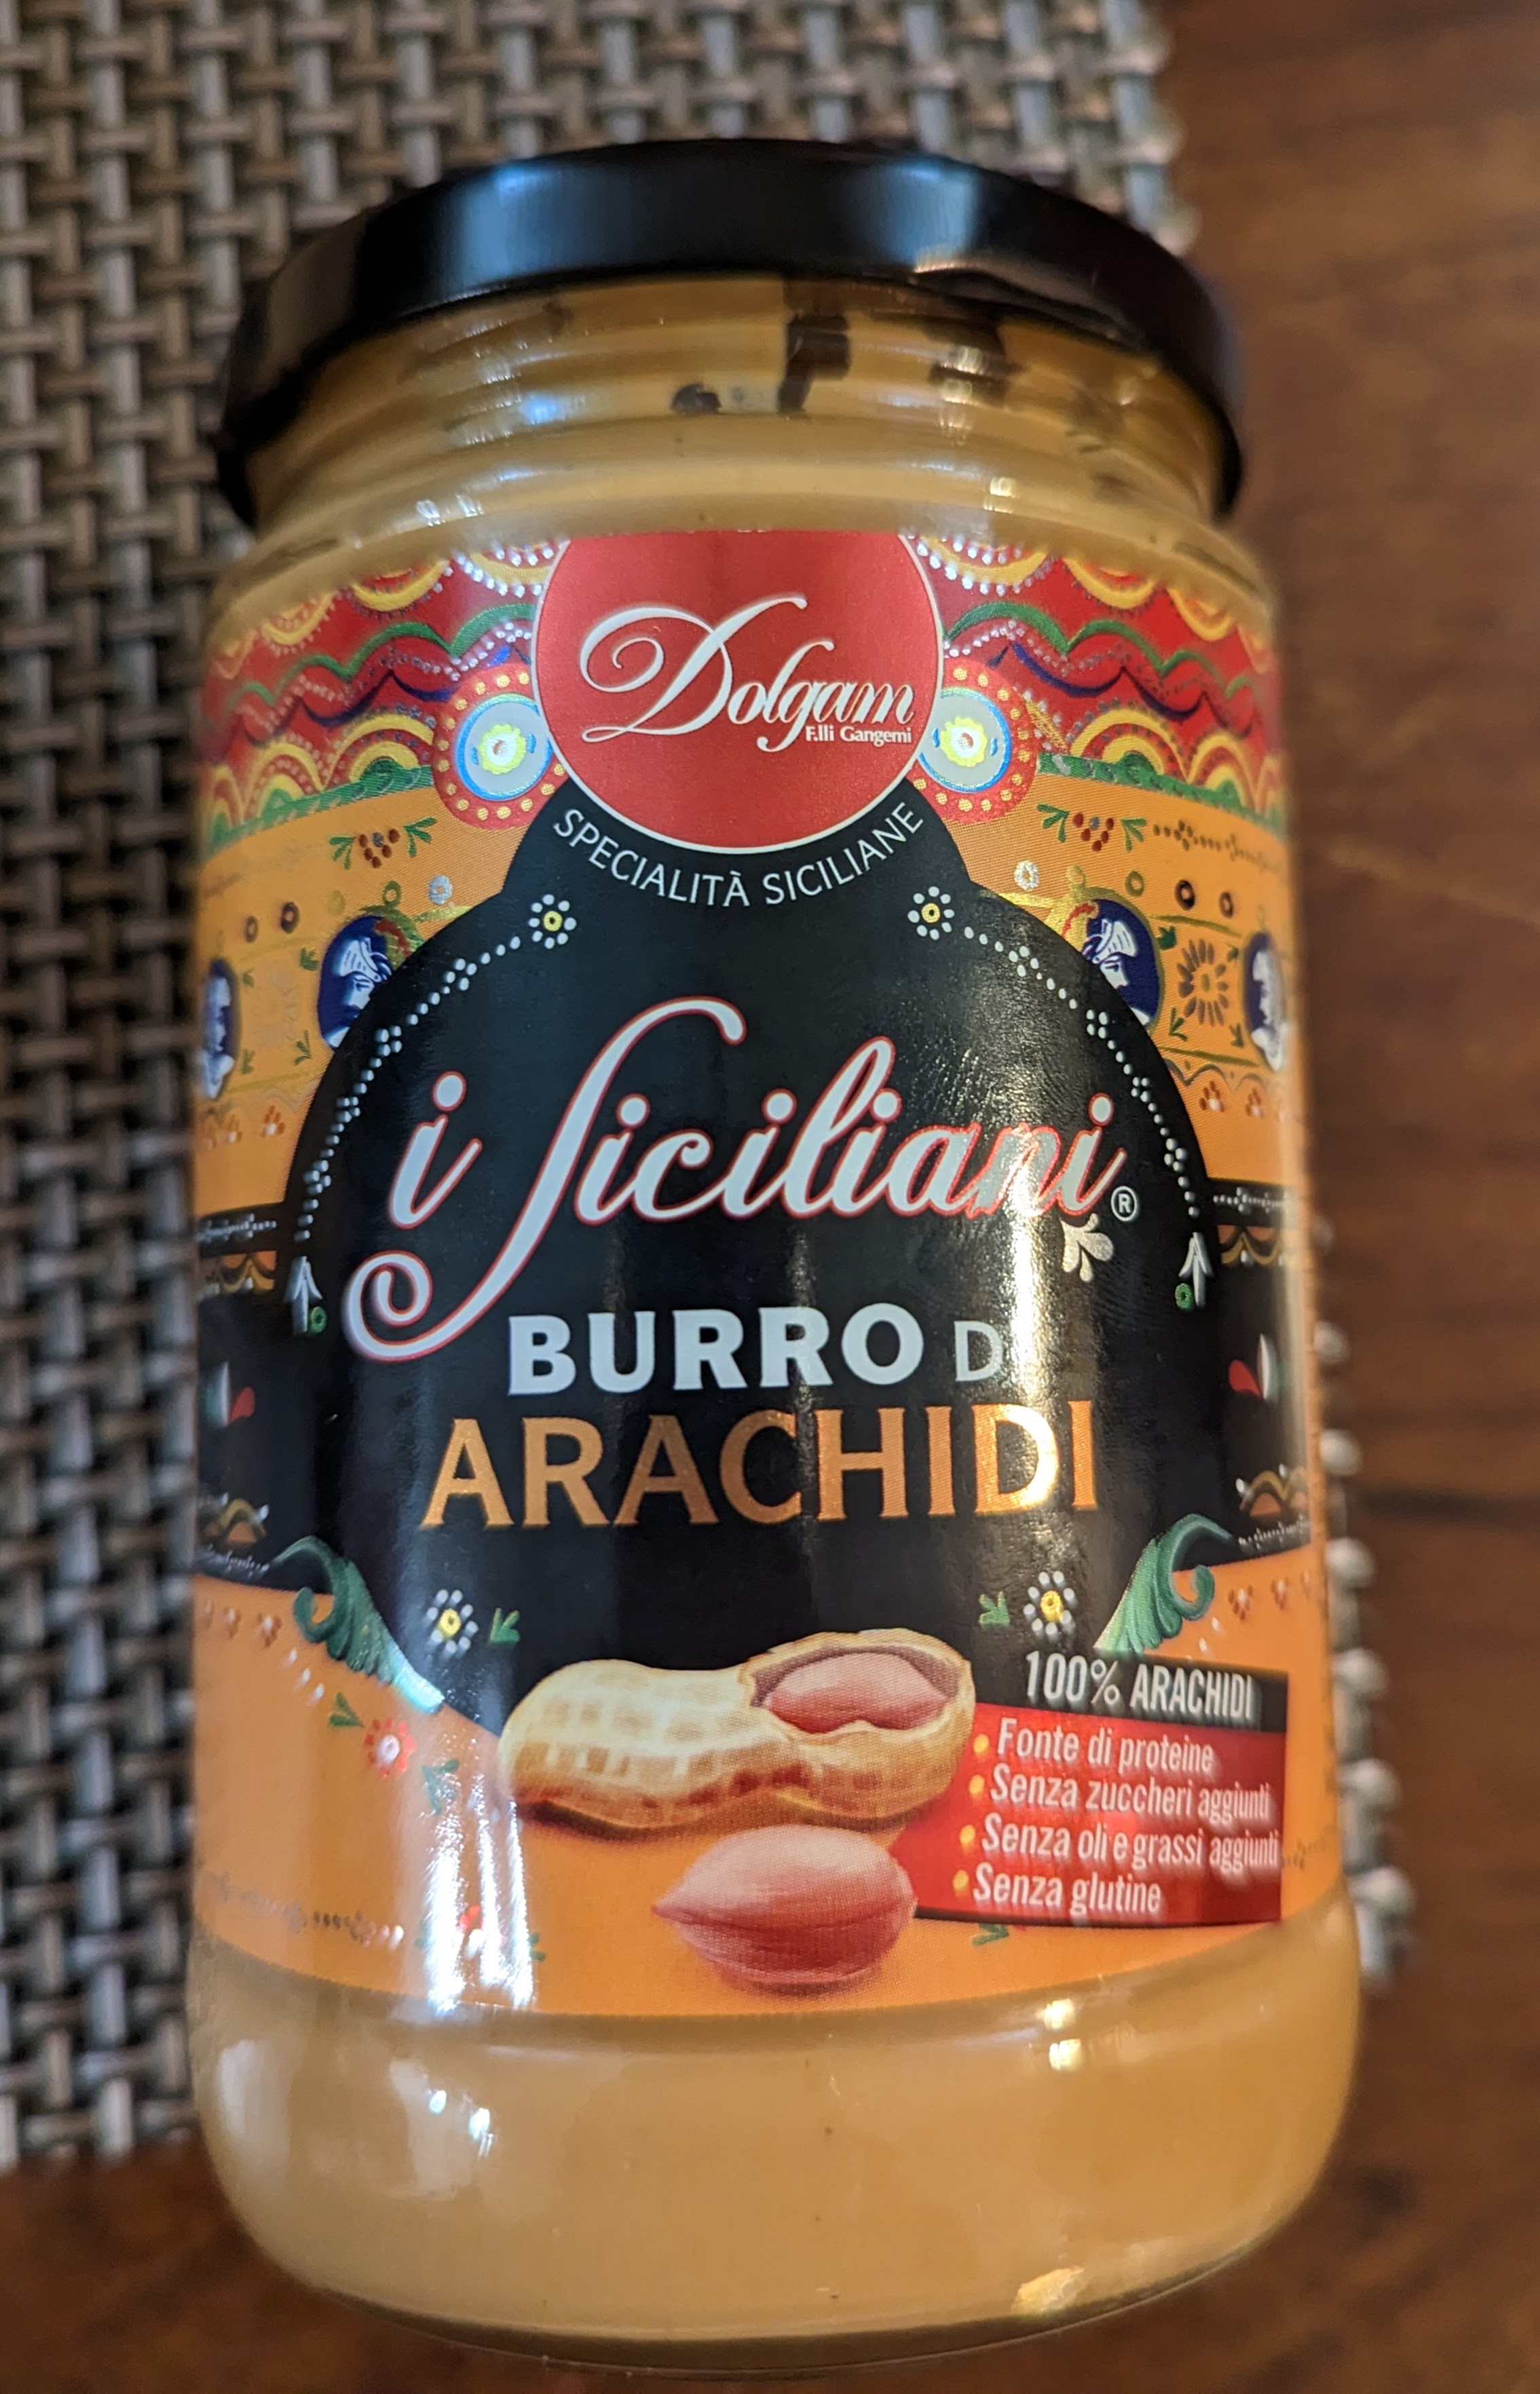 Dolgam
F.lli Gangemi
SPECIALITÀ SICILIANE
i Siciliani®
BURRO DI
ARACHIDI
100% ARACHIDI
• Fonte di proteine
• Senza zuccheri aggiunti
• Senza oli e grassi aggiunti
• Senza glutine